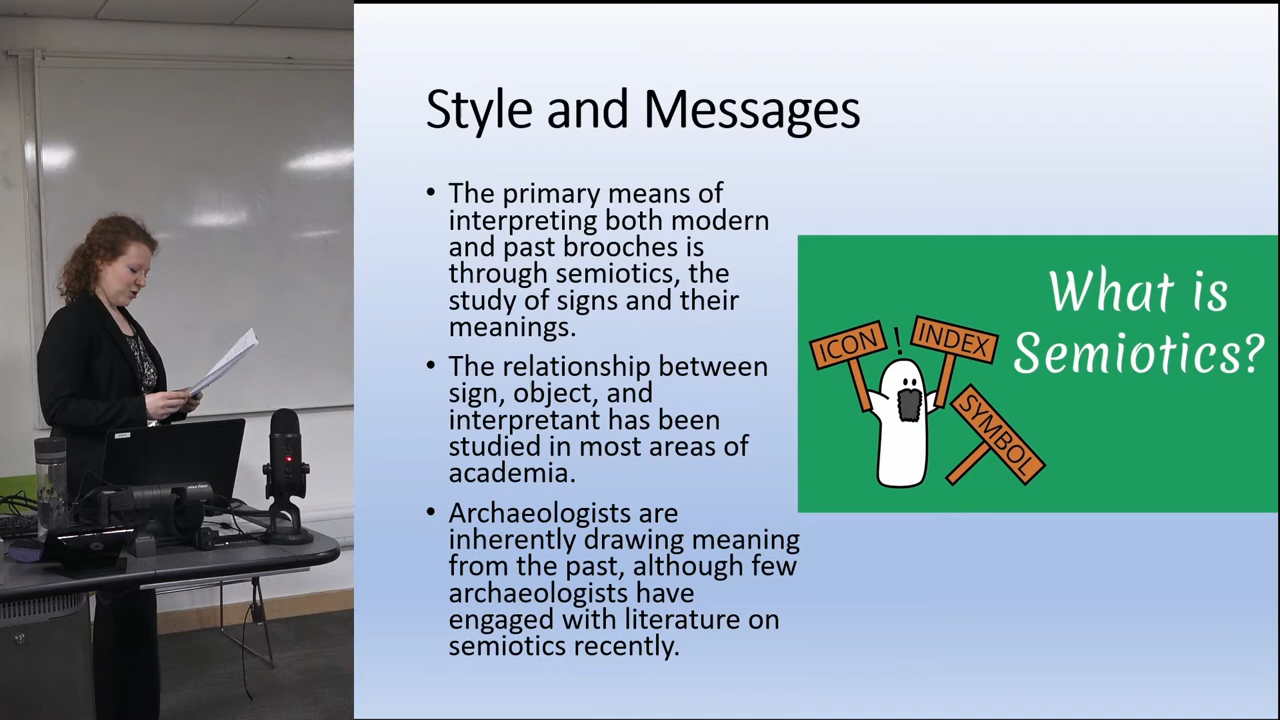 Style and Messages
• The primary means of
interpreting both modern
and past brooches is
through semiotics, the
study of signs and their
meanings.
• The relationship between
sign, object, and
interpretant has been
studied in most areas of
academia.
• Archaeologists are
inherently drawing meaning
from the past, although few
archaeologists have
engaged with literature on
semiotics recently.
What is
Semiotics?
ICON
!
INDEX
SYMBOL